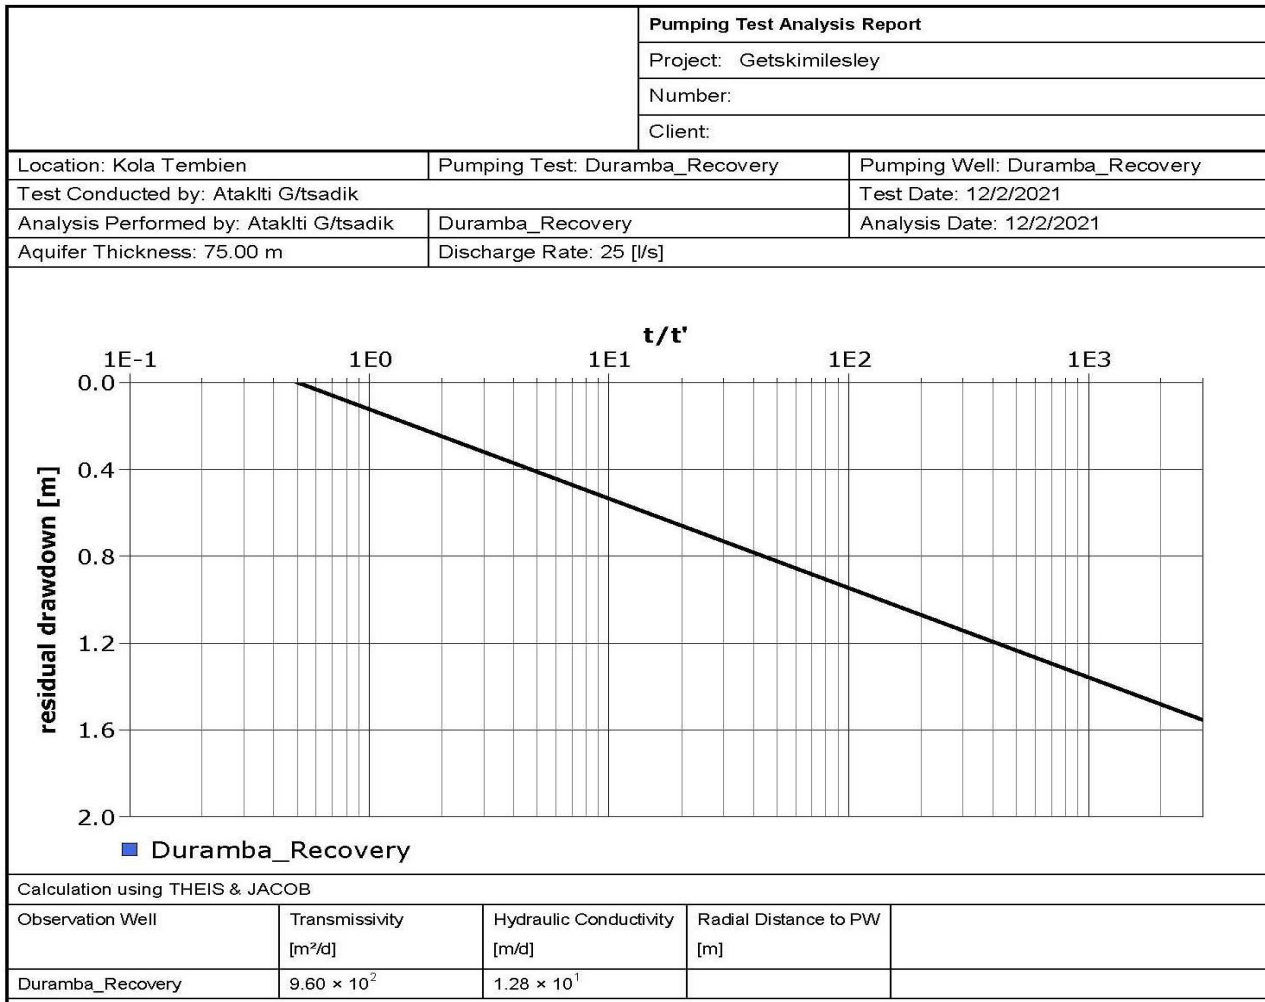 Pumping Test Analysis Report
Project: Getskimilesley
Number:
Client:
Location: Kola Tembien
Pumping Test: Duramba_Recovery
Pumping Well: Duramba_Recovery
Test Conducted by: Ataklti G/tsadik
Test Date: 12/2/2021
Analysis Performed by: Ataklti G/tsadik
Duramba_Recovery
Analysis Date: 12/2/2021
Aquifer Thickness: 75.00 m
Discharge Rate: 25 [l/s]
t/t'
1E-1 1E0 1E1 1E2 1E3
0.0
0.4
0.8
1.2
1.6
2.0
residual drawdown [m]
Duramba_Recovery
Calculation using THEIS & JACOB
Observation Well
Transmissivity
[m²/d]
Hydraulic Conductivity
[m/d]
Radial Distance to PW
[m]
Duramba_Recovery
9.60 × 10²
1.28 × 10¹